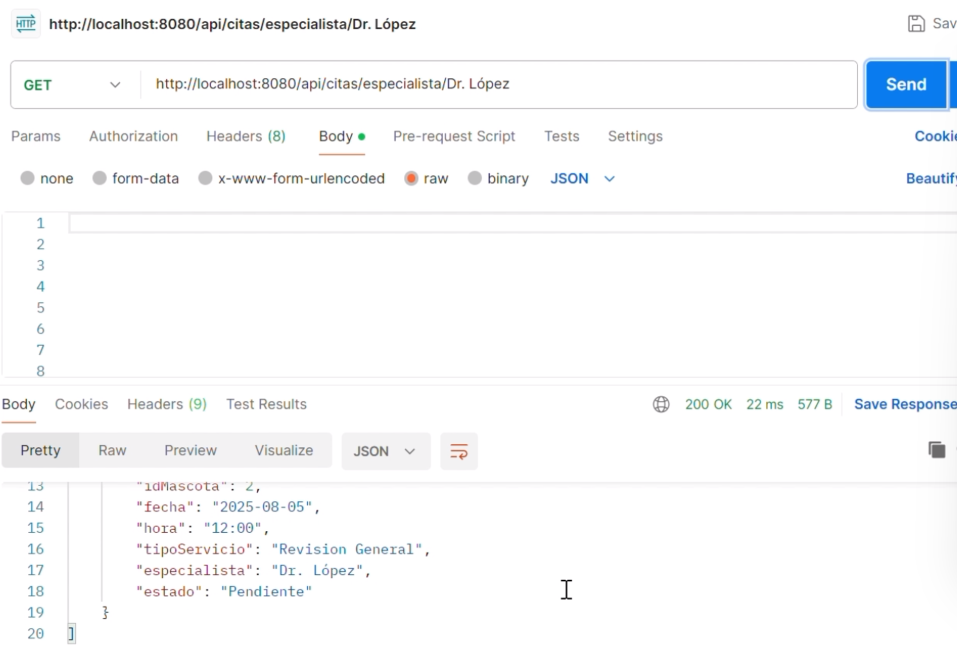 HTTP http://localhost:8080/api/citas/especialista/Dr. López Sav
GET http://localhost:8080/api/citas/especialista/Dr. López Send
Params Authorization Headers (8) Body Pre-request Script Tests Settings Cookie
none form-data x-www-form-urlencoded raw binary JSON Beautify
1
2
3
4
5
6
7
8
Body Cookies Headers (9) Test Results 200 OK 22 ms 577 B Save Response
Pretty Raw Preview Visualize JSON
13 "idMascota": 2,
14 "fecha": "2025-08-05",
15 "hora": "12:00",
16 "tipoServicio": "Revision General",
17 "especialista": "Dr. López",
18 "estado": "Pendiente"
19 }
20 ]